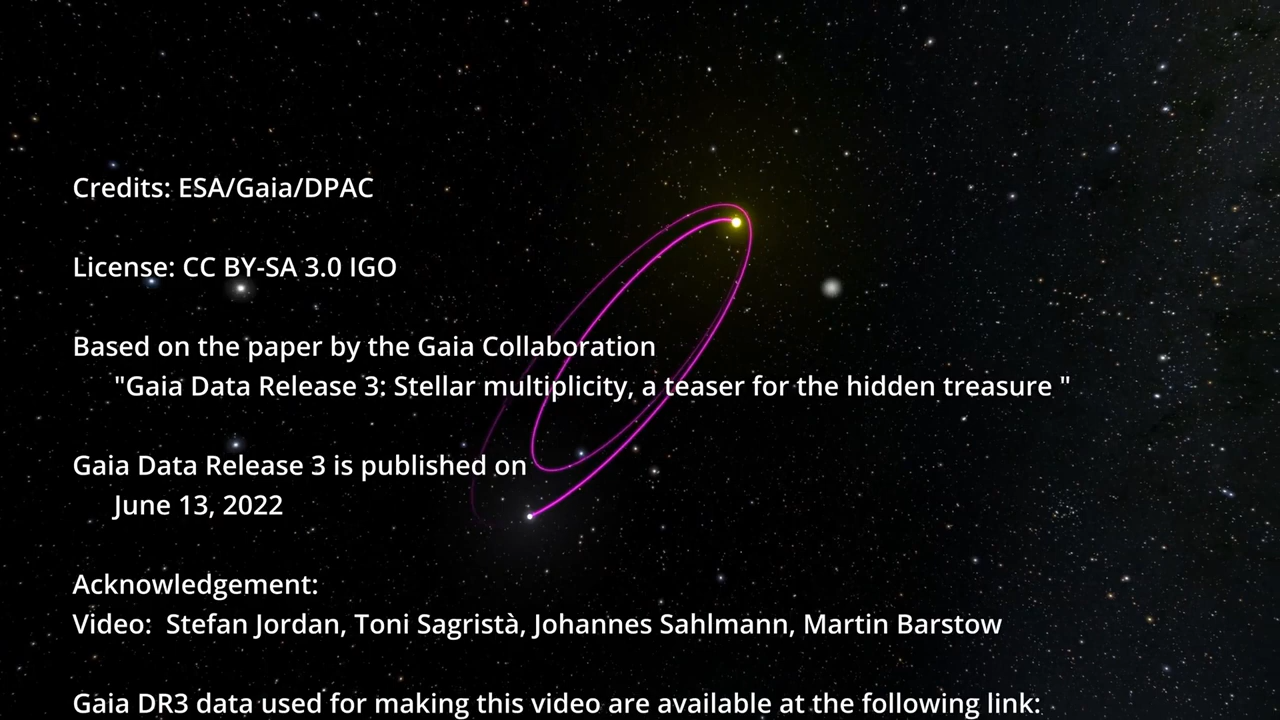 Credits: ESA/Gaia/DPAC
License: CC BY-SA 3.0 IGO
Based on the paper by the Gaia Collaboration
"Gaia Data Release 3: Stellar multiplicity, a teaser for the hidden treasure "
Gaia Data Release 3 is published on
June 13, 2022
Acknowledgement:
Video:  Stefan Jordan, Toni Sagristà, Johannes Sahlmann, Martin Barstow
Gaia DR3 data used for making this video are available at the following link: